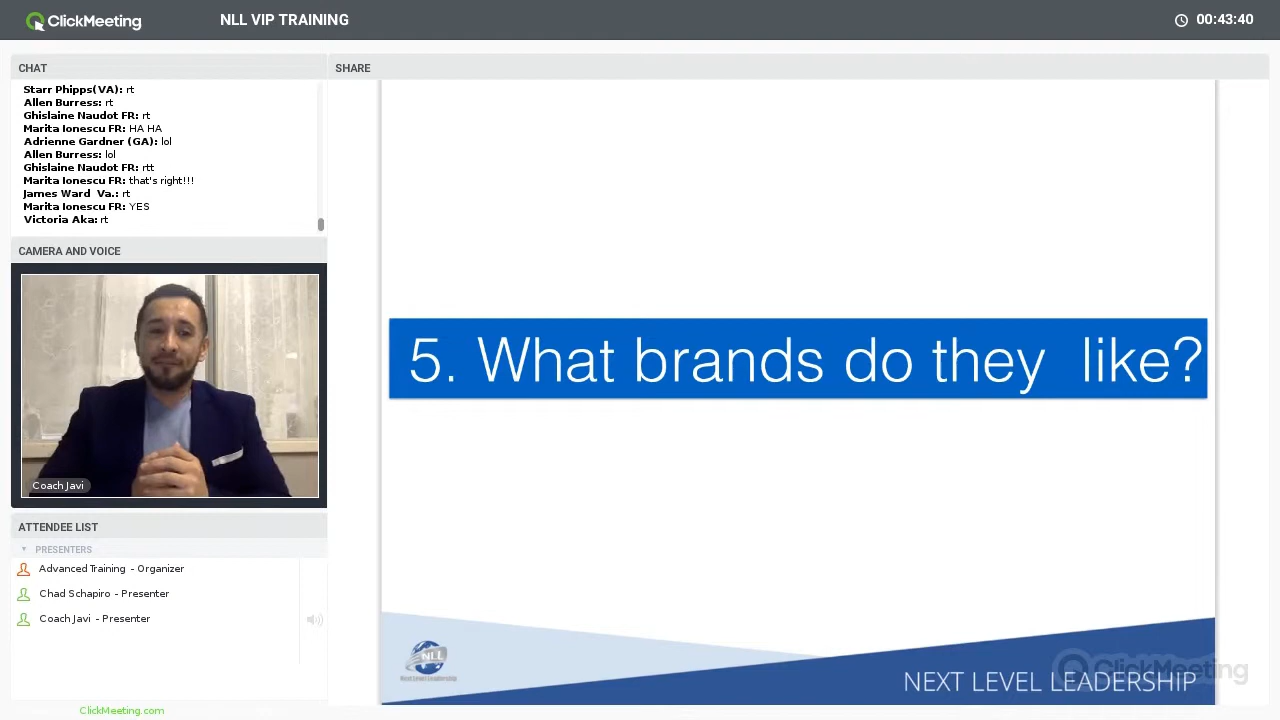 ClickMeeting
NLL VIP TRAINING
00:43:40
CHAT
Starr Phipps(VA): rt
Allen Burress: rt
Ghislaine Naudot FR: rt
Marita Ionescu FR: HA HA
Adrienne Gardner (GA): lol
Allen Burress: lol
Ghislaine Naudot FR: rtt
Marita Ionescu FR: that's right!!!
James Ward Va.: rt
Marita Ionescu FR: YES
Victoria Aka: rt
CAMERA AND VOICE
Coach Javi
ATTENDEE LIST
PRESENTERS
Advanced Training - Organizer
Chad Schapiro - Presenter
Coach Javi - Presenter
ClickMeeting.com
SHARE
5. What brands do they like?
NLL
Next Level Leadership
NEXT LEVEL LEADERSHIP
ClickMeeting